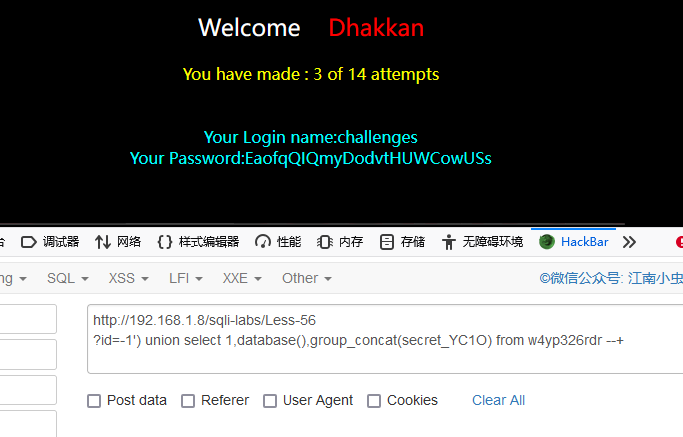 Welcome Dhakkan
You have made : 3 of 14 attempts
Your Login name:challenges
Your Password:EaofqQIQmyDodvtHUWCowUSs
台 调试器 网络 样式编辑器 性能 内存 存储 无障碍环境 HackBar
ng SQL XSS LFI XXE Other ©微信公众号: 江南小虫
http://192.168.1.8/sqli-labs/Less-56
?id=-1') union select 1,database(),group_concat(secret_YC1O) from w4yp326rdr --+
Post data Referer User Agent Cookies Clear All